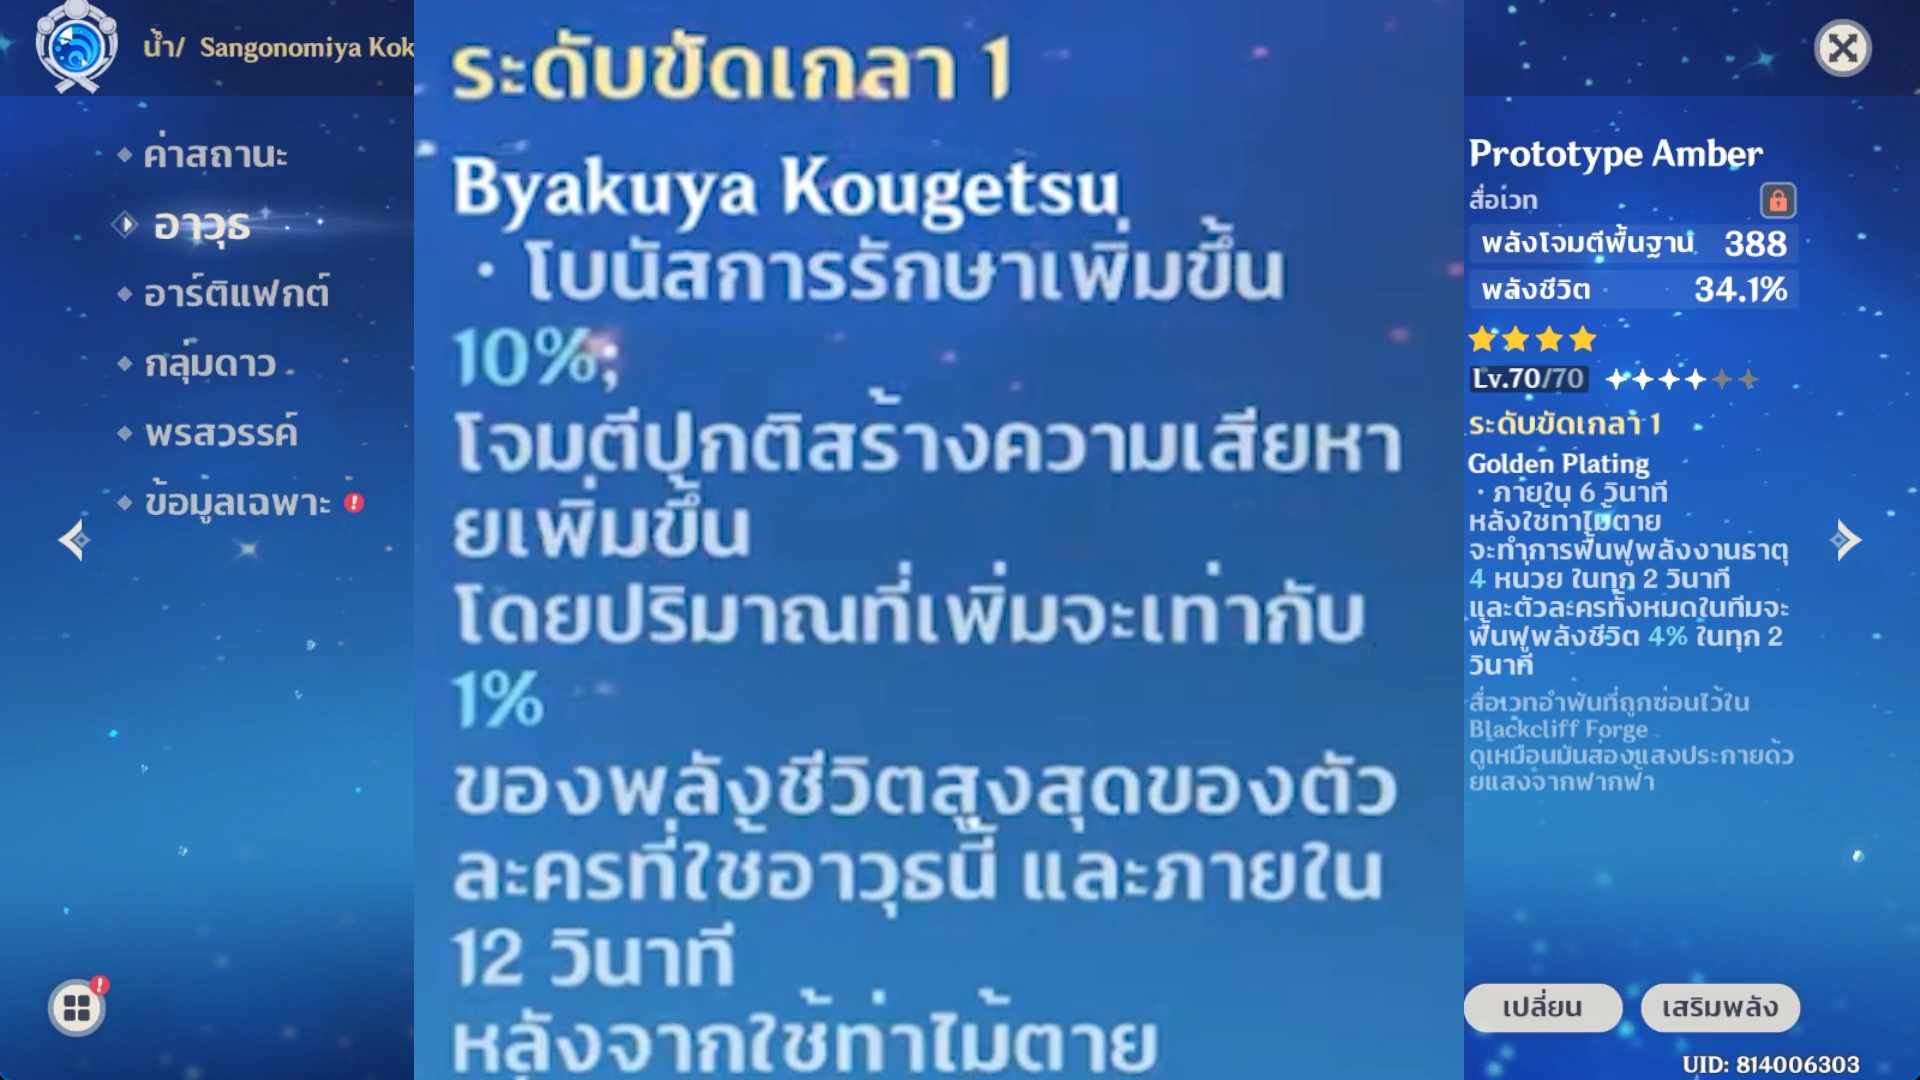 น้ำ/ Sangonomiya Kok
ค่าสถานะ
อาวุธ
อาร์ติแฟกต์
กลุ่มดาว
พรสวรรค์
ข้อมูลเฉพาะ
ระดับขัดเกลา 1
Byakuya Kougetsu
· โบนัสการรักษาเพิ่มขึ้น
10%;
โจมตีปกติสร้างความเสียหา
ยเพิ่มขึ้น
โดยปริมาณที่เพิ่มจะเท่ากับ
1%
ของพลังชีวิตสูงสุดของตัว
ละครที่ใช้อาวุธนี้ และภายใน
12 วินาที
หลังจากใช้ท่าไม้ตาย
Prototype Amber
สื่อเวท
พลังโจมตีพื้นฐาน 388
พลังชีวิต 34.1%
Lv.70/70
ระดับขัดเกลา 1
Golden Plating
· ภายใน 6 วินาที
หลังใช้ท่าไม้ตาย
จะทำการฟื้นฟูพลังงานธาตุ
4 หน่วย ในทุก 2 วินาที
และตัวละครทั้งหมดในทีมจะ
ฟื้นฟูพลังชีวิต 4% ในทุก 2
วินาที
สื่อเวทอำพันที่ถูกซ่อนไว้ใน
Blackcliff Forge
ดูเหมือนมันส่องแสงประกายด้ว
ยแสงจากฟากฟ้า
เปลี่ยน
เสริมพลัง
UID: 814006303